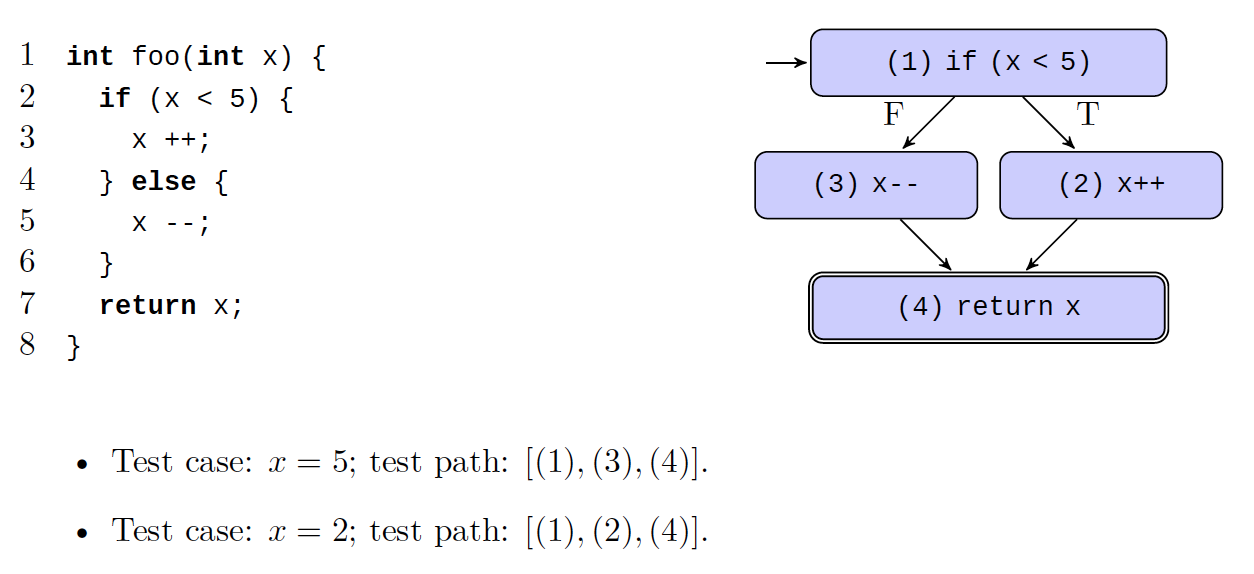 1 int foo(int x) {
2 if (x < 5) {
3 x ++;
4 } else {
5 x --;
6 }
7 return x;
8 }
(1) if (x < 5)
F T
(3) x-- (2) x++
(4) return x
• Test case: x = 5; test path: [(1), (3), (4)].
• Test case: x = 2; test path: [(1), (2), (4)].